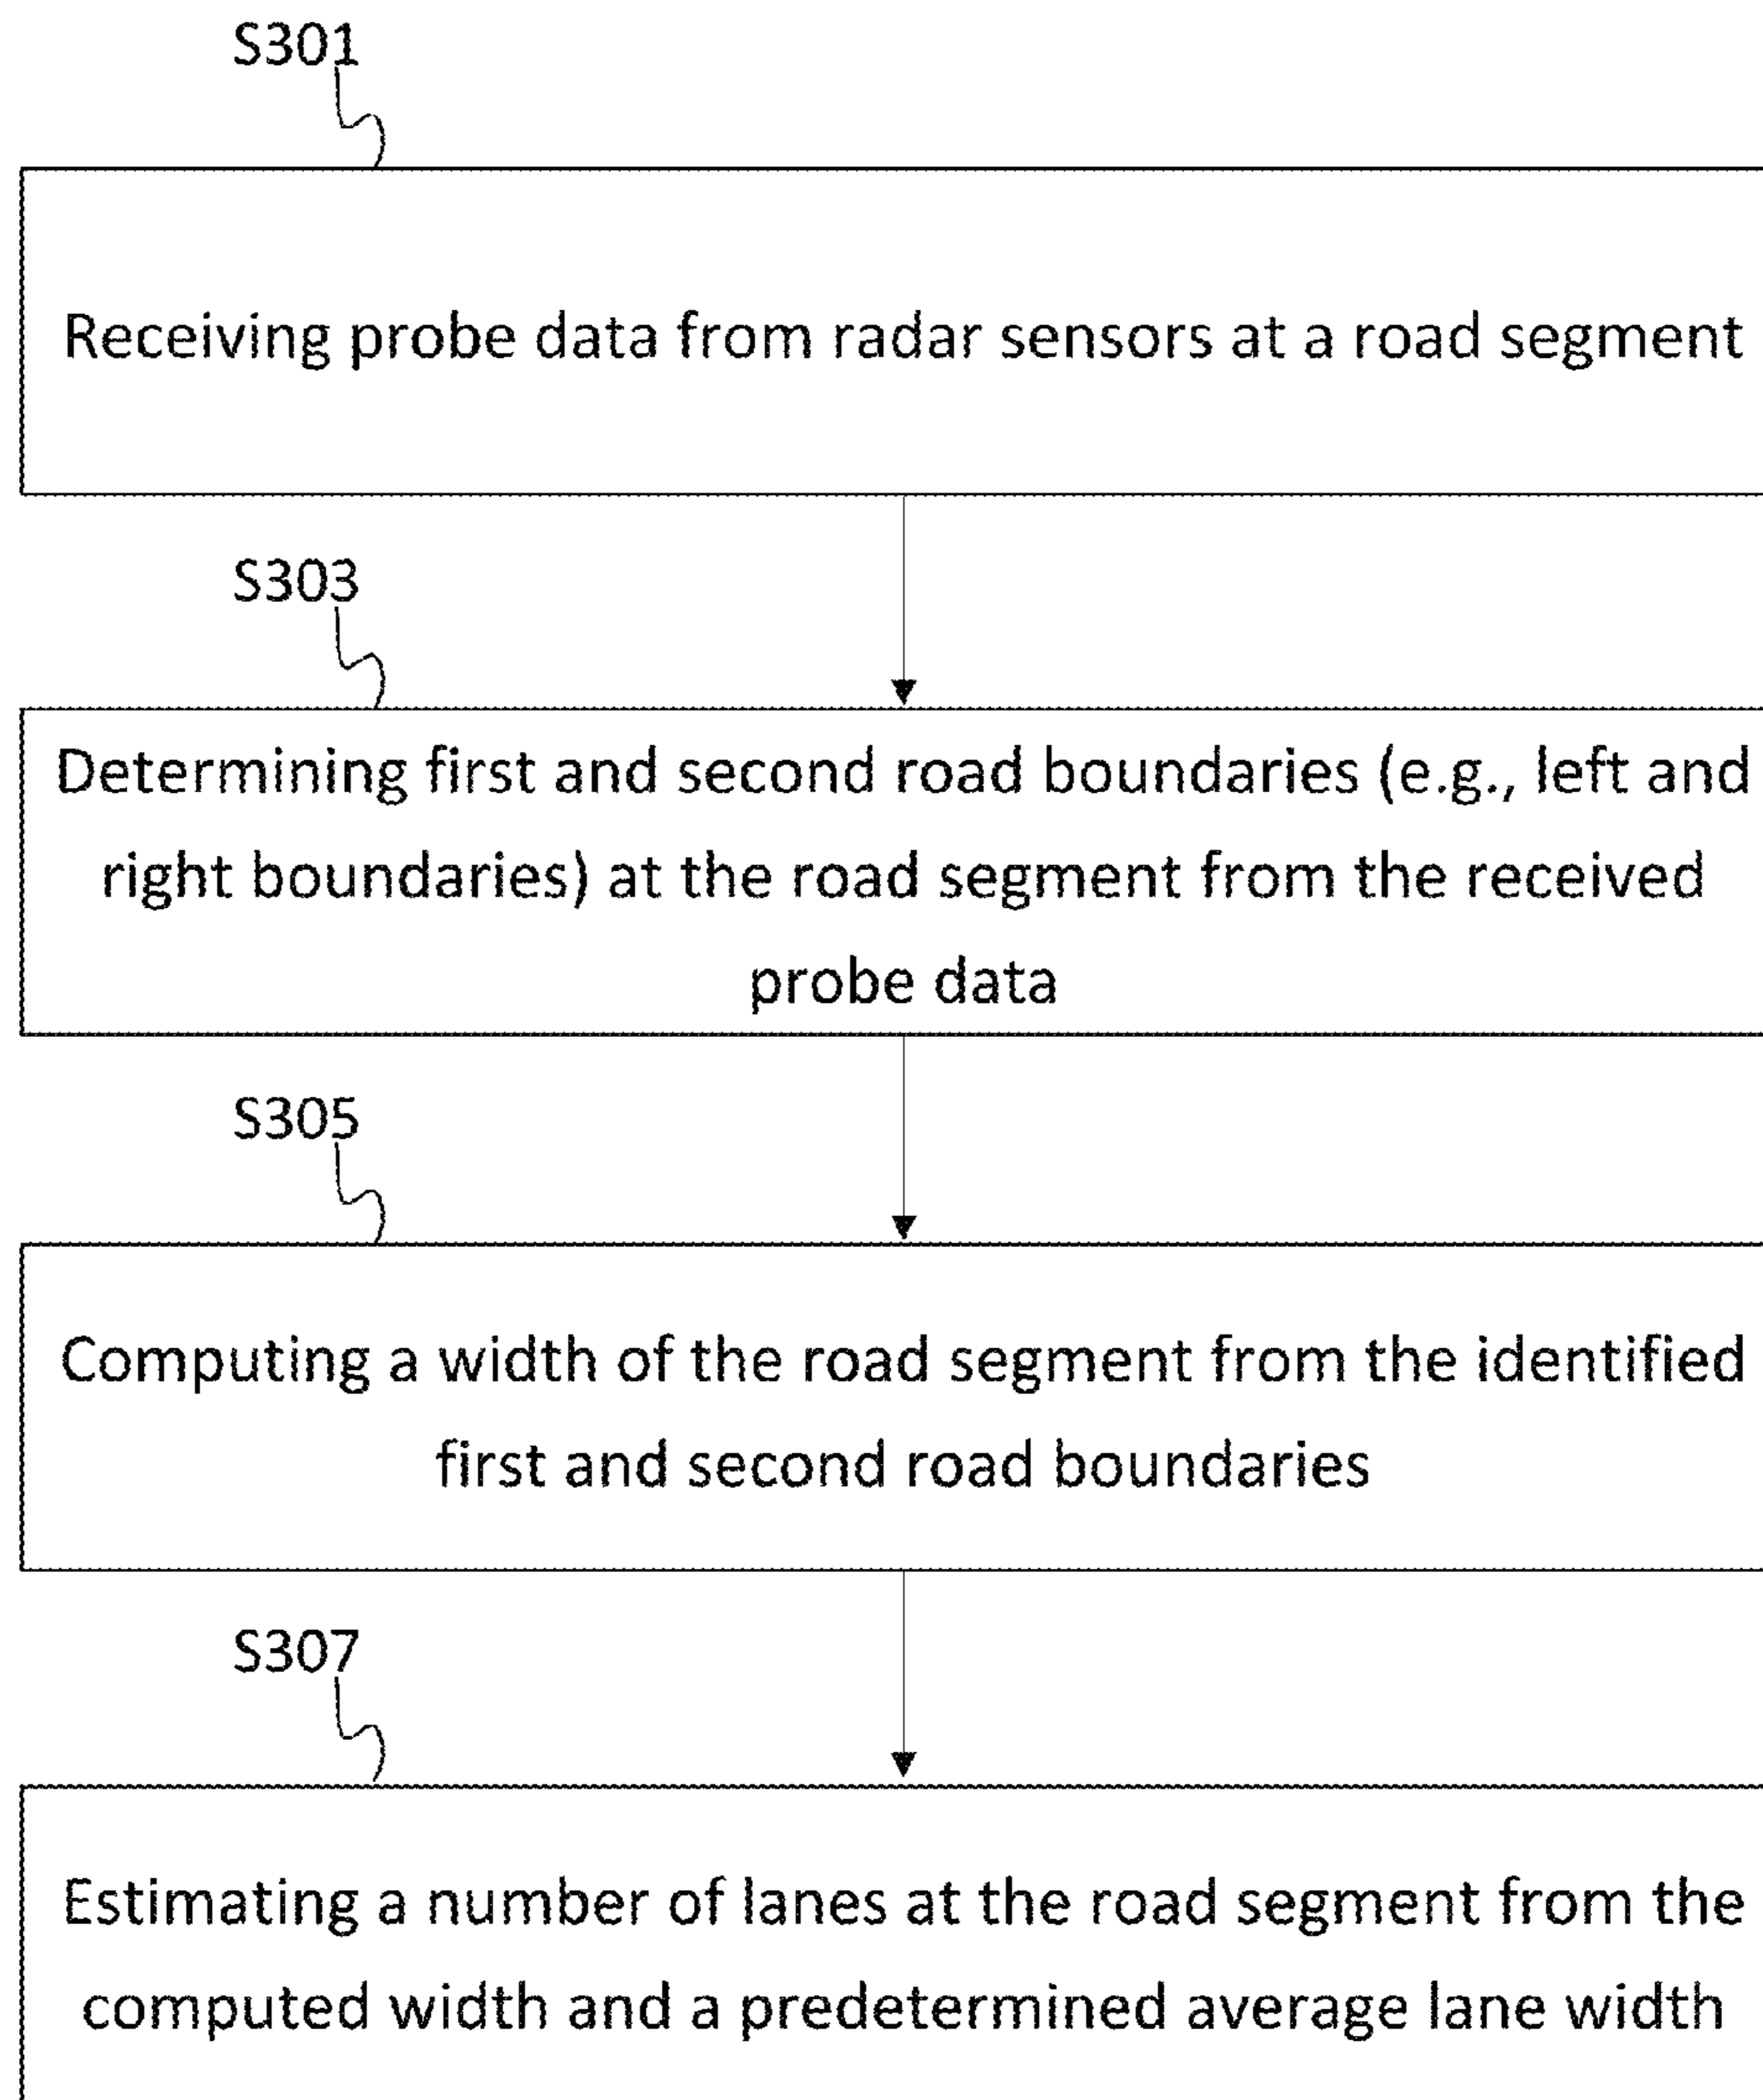 S301
Receiving probe data from radar sensors at a road segment
S303
Determining first and second road boundaries (e.g., left and
right boundaries) at the road segment from the received
probe data
S305
Computing a width of the road segment from the identified
first and second road boundaries
S307
Estimating a number of lanes at the road segment from the
computed width and a predetermined average lane width